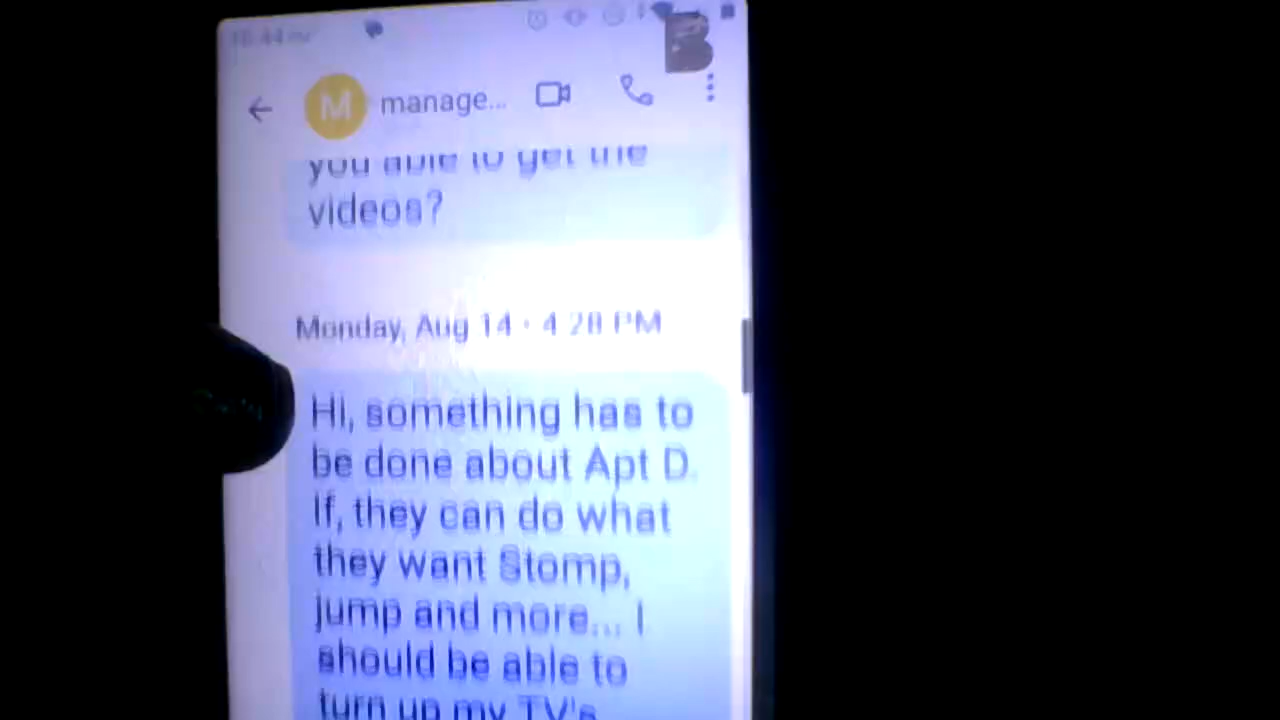 M manage...
you able to get the
videos?
Monday, Aug 14 · 4:28 PM
Hi, something has to
be done about Apt D.
If, they can do what
they want Stomp,
jump and more... I
should be able to
turn up my TV's
B